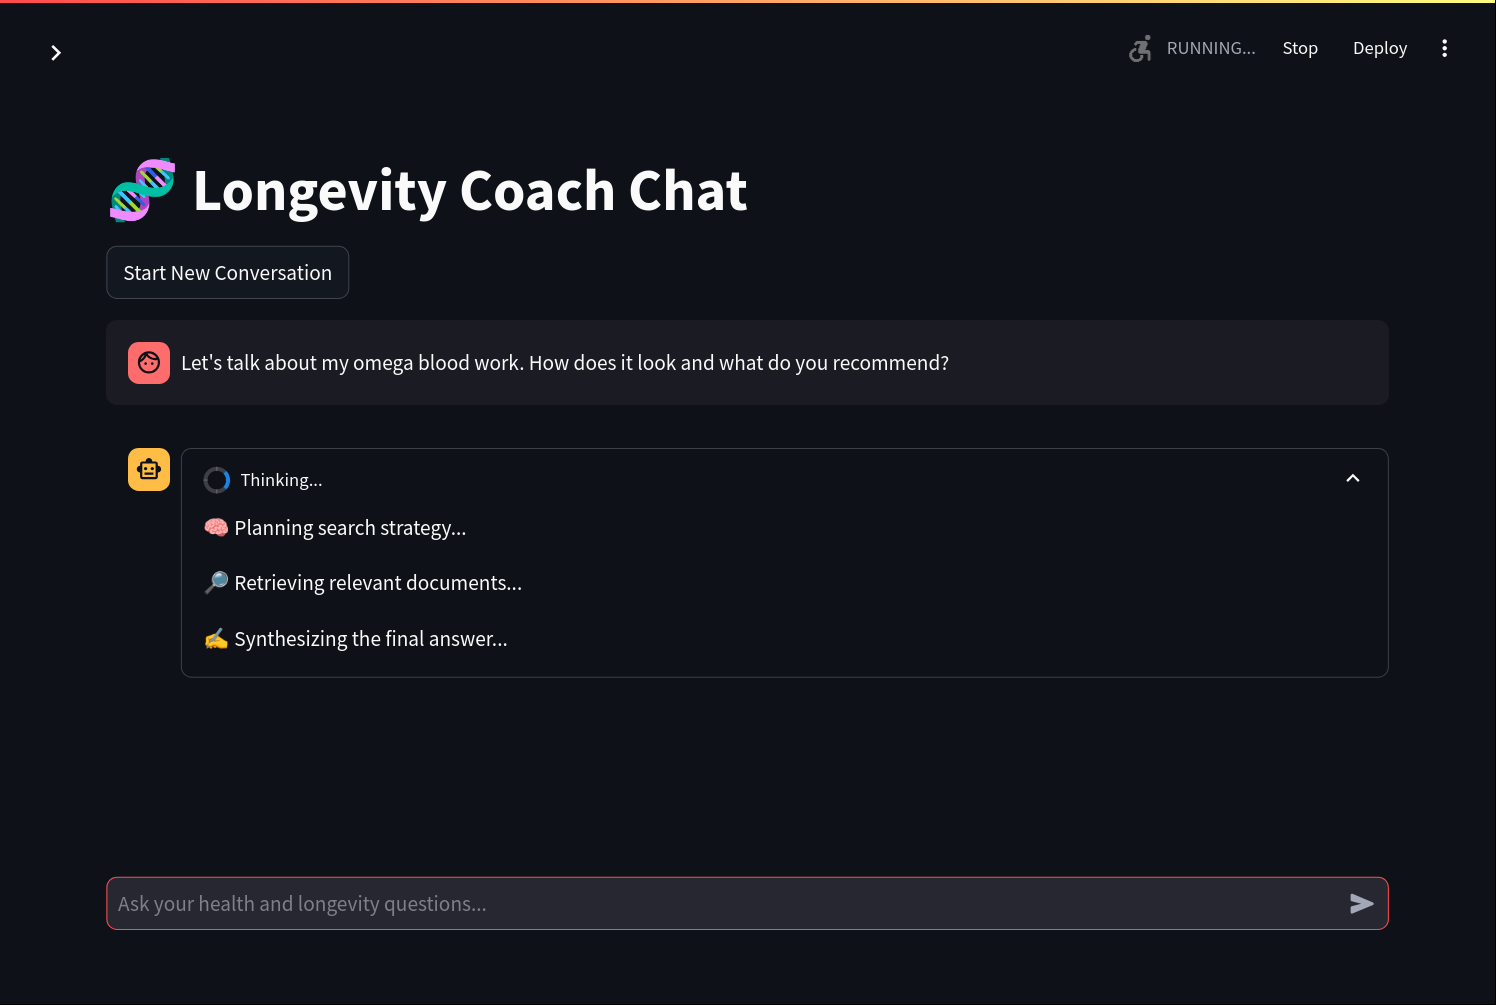 RUNNING...
Stop
Deploy
Longevity Coach Chat
Start New Conversation
Let's talk about my omega blood work. How does it look and what do you recommend?
Thinking...
Planning search strategy...
Retrieving relevant documents...
Synthesizing the final answer...
Ask your health and longevity questions...